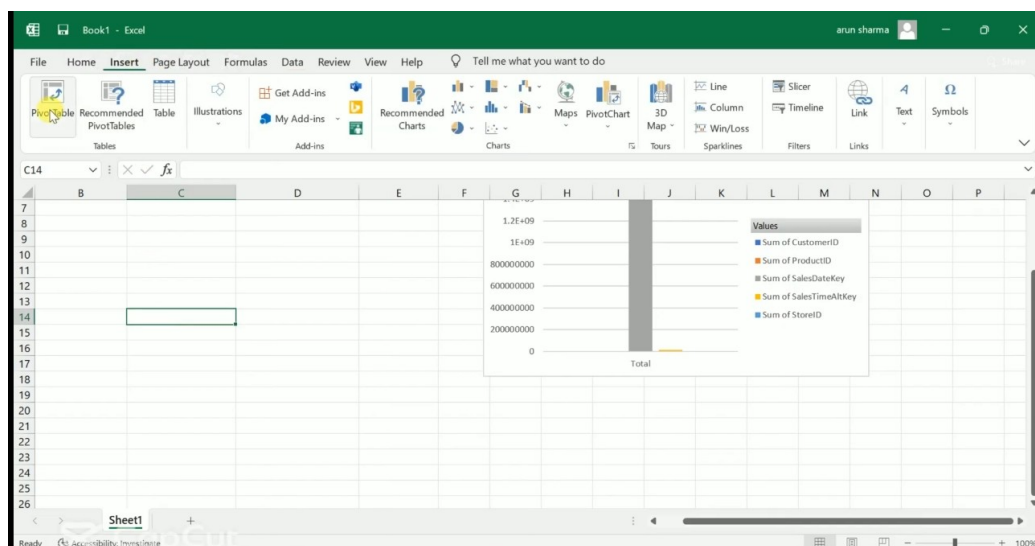 Book1 - Excel
arun sharma
File Home Insert Page Layout Formulas Data Review View Help Tell me what you want to do
PivotTable Recommended PivotTables Table
Tables
Illustrations
Get Add-ins
My Add-ins
Add-ins
Recommended Charts
Maps PivotChart
Charts
3D Map
Tours
Line
Column
Win/Loss
Sparklines
Slicer
Timeline
Filters
Link
Links
Text
Symbols
C14
fx
B C D E F G H I J K L M N O P
7
8
9
10
11
12
13
14
15
16
17
18
19
20
21
22
23
24
25
26
1.2E+09
1E+09
800000000
600000000
400000000
200000000
0
Total
Values
Sum of CustomerID
Sum of ProductID
Sum of SalesDateKey
Sum of SalesTimeAltKey
Sum of StoreID
Sheet1
CapCut
Ready
Accessibility: Investigate
100%